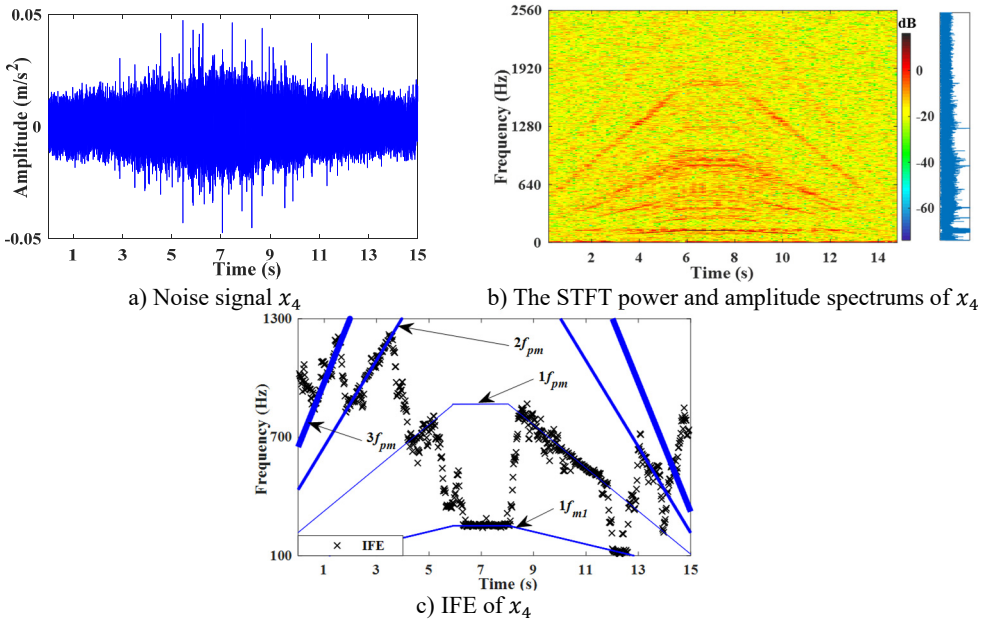 0.05
0
-0.05
Amplitude (m/s²)
1 3 5 7 9 11 13 15
Time (s)
a) Noise signal 𝑥₄
2560
1920
1280
640
0
Frequency (Hz)
2 4 6 8 10 12 14
Time (s)
dB
0
-20
-40
-60
b) The STFT power and amplitude spectrums of 𝑥₄
1300
700
100
Frequency (Hz)
2f_pm
1f_pm
3f_pm
1f_m1
× IFE
1 3 5 7 9 11 13 15
Time (s)
c) IFE of 𝑥₄